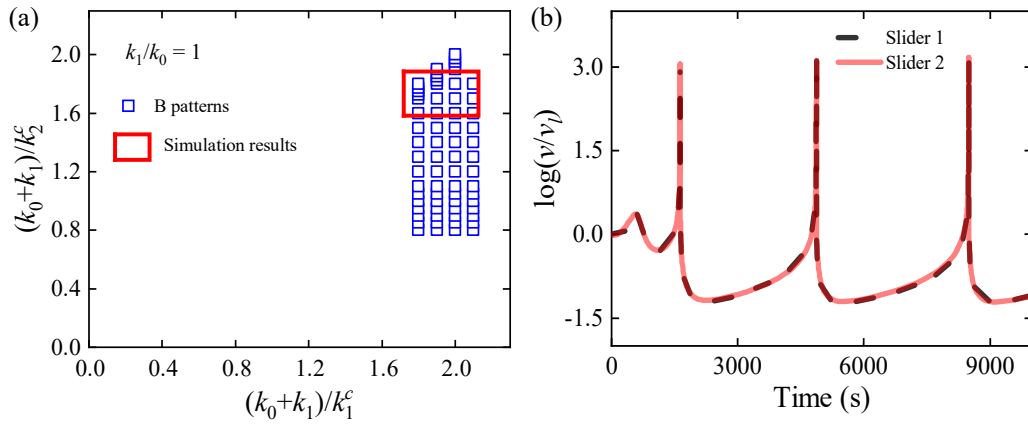 (a)
k₁/k₀ = 1
B patterns
Simulation results
2.0
1.6
1.2
0.8
0.4
0.0
(k₀+k₁)/k₂ᶜ
0.0 0.4 0.8 1.2 1.6 2.0
(k₀+k₁)/k₁ᶜ
(b)
Slider 1
Slider 2
3.0
0.0
-1.5
log(v/vₗ)
0 3000 6000 9000
Time (s)